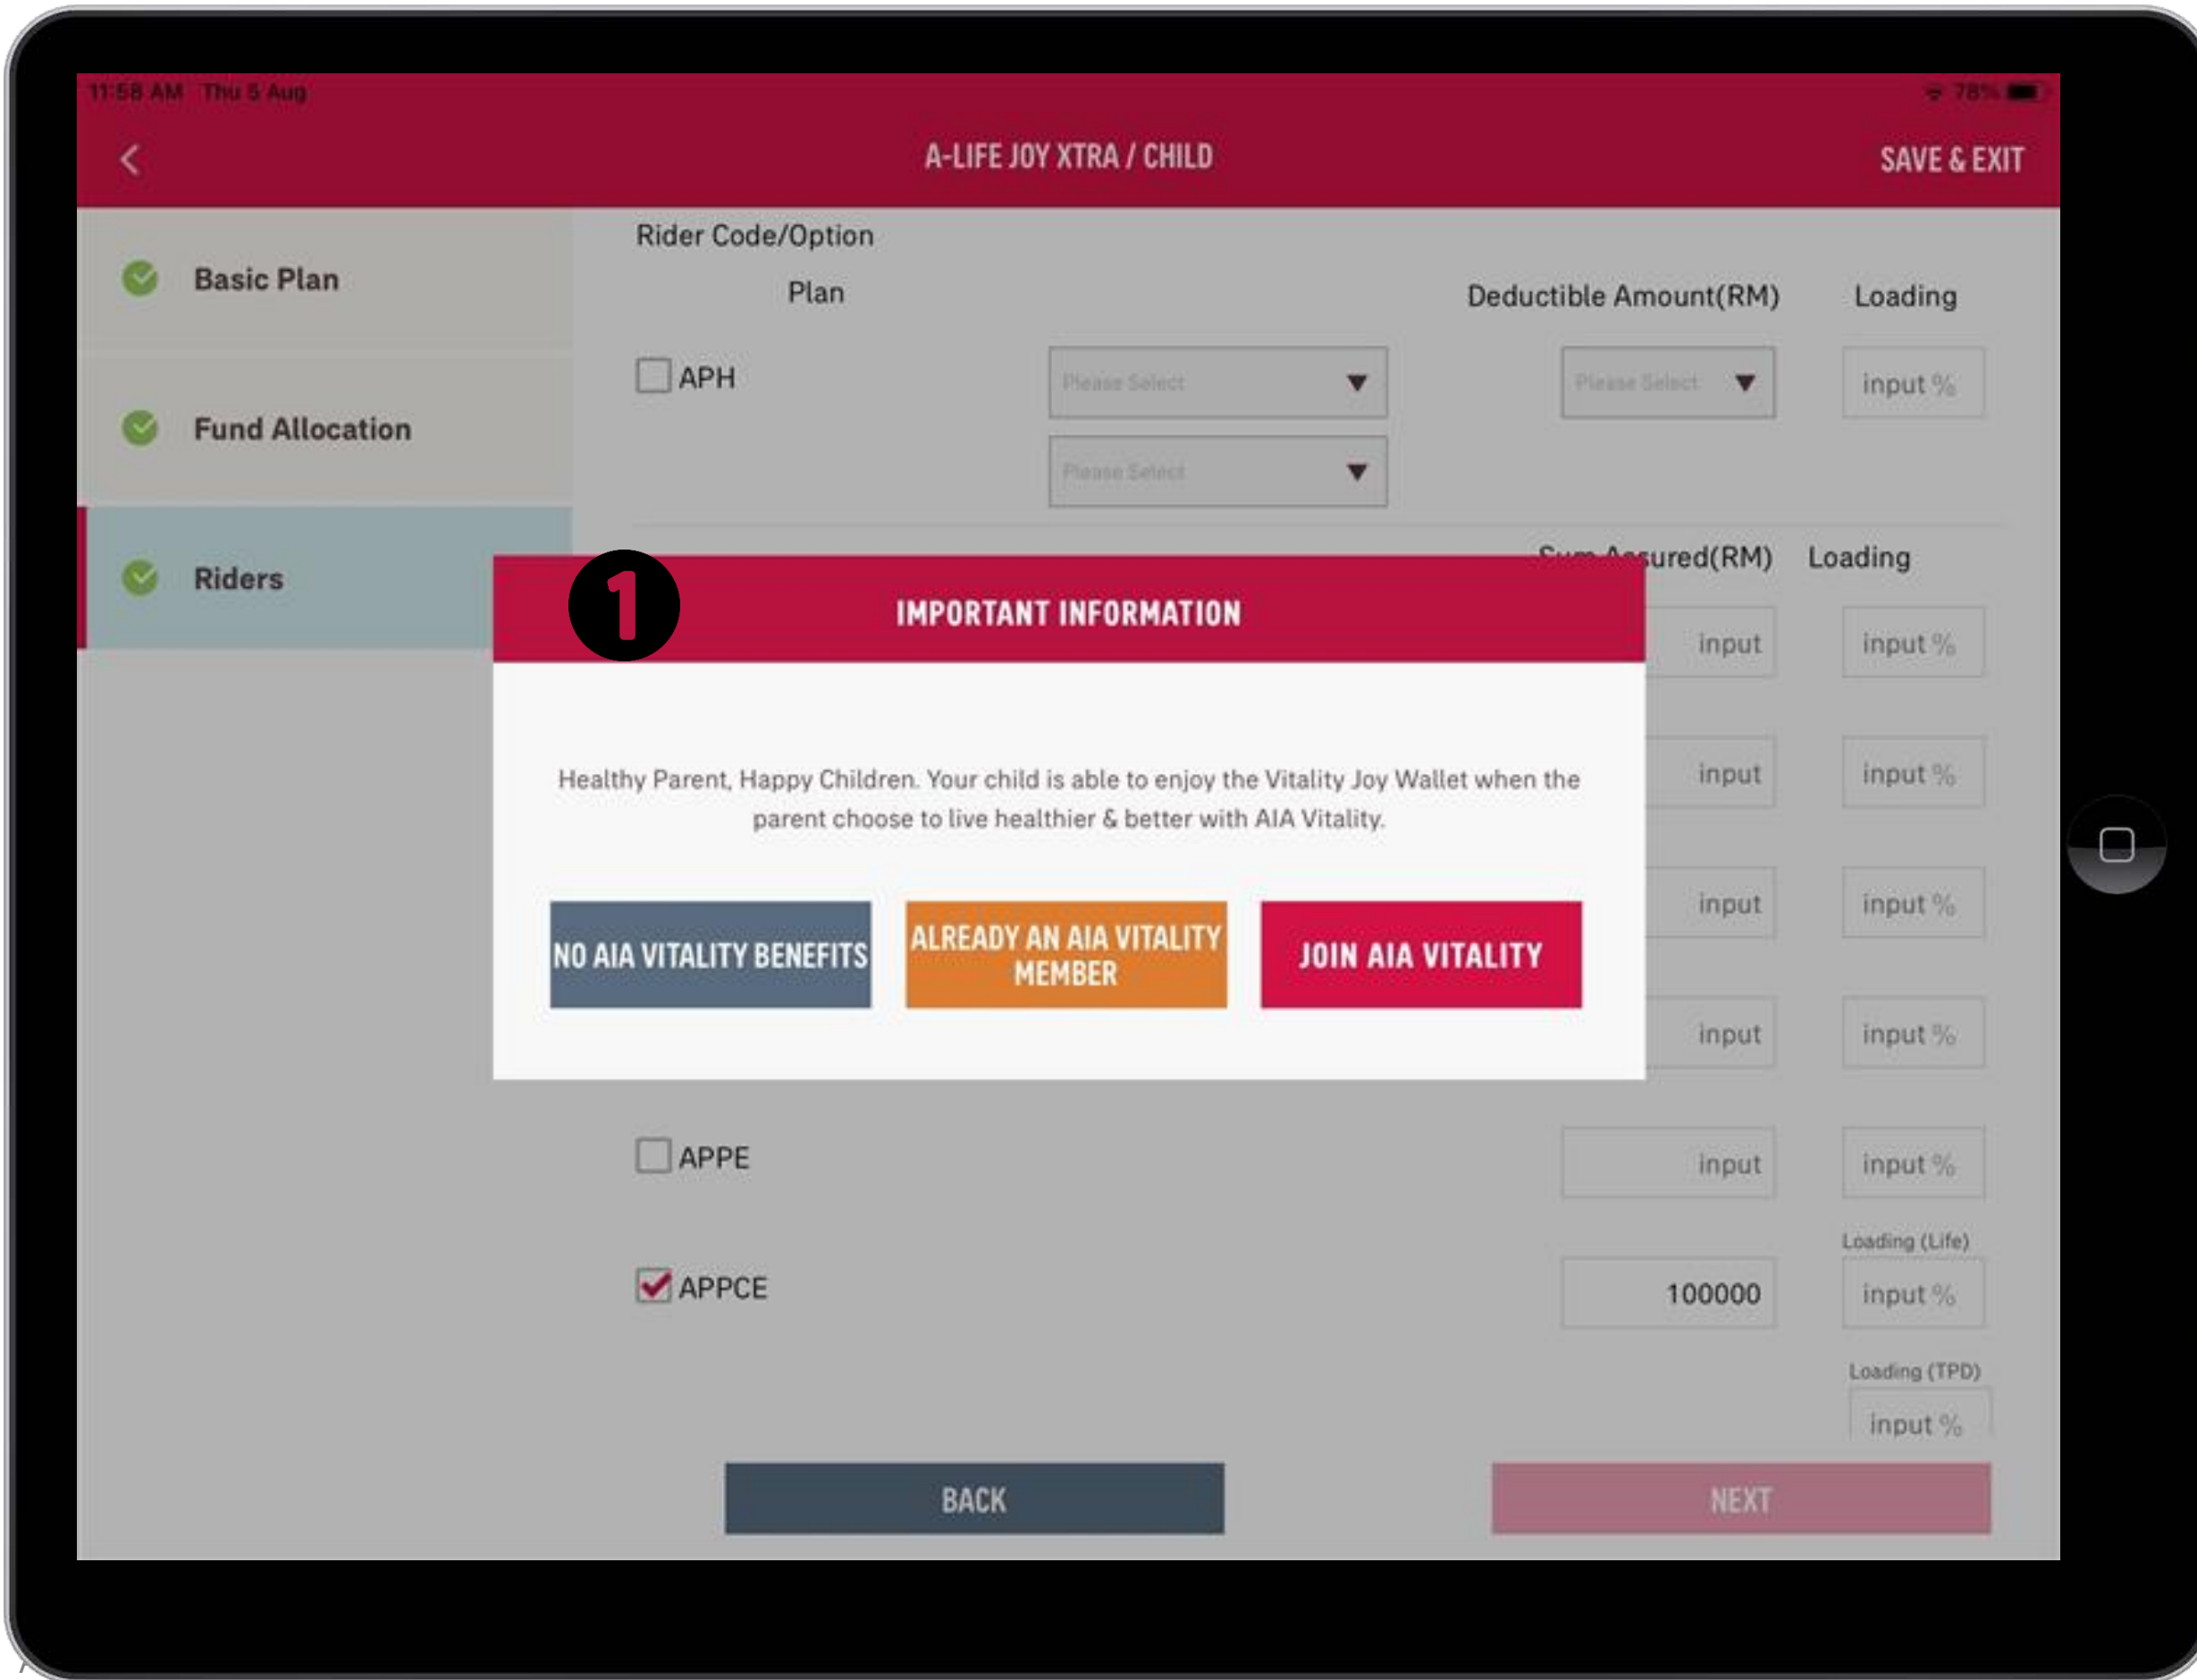 11:58 AM Thu 5 Aug
78%
A-LIFE JOY XTRA / CHILD
SAVE & EXIT
Basic Plan
Fund Allocation
Riders
Rider Code/Option
Plan
Deductible Amount(RM)
Loading
APH
Please Select
Please Select
input %
Please Select
Sum Assured(RM)
Loading
1
IMPORTANT INFORMATION
Healthy Parent, Happy Children. Your child is able to enjoy the Vitality Joy Wallet when the
parent choose to live healthier & better with AIA Vitality.
NO AIA VITALITY BENEFITS
ALREADY AN AIA VITALITY
MEMBER
JOIN AIA VITALITY
input
input %
input
input %
input
input %
input
input %
APPE
input
input %
Loading (Life)
APPCE
100000
input %
Loading (TPD)
input %
BACK
NEXT